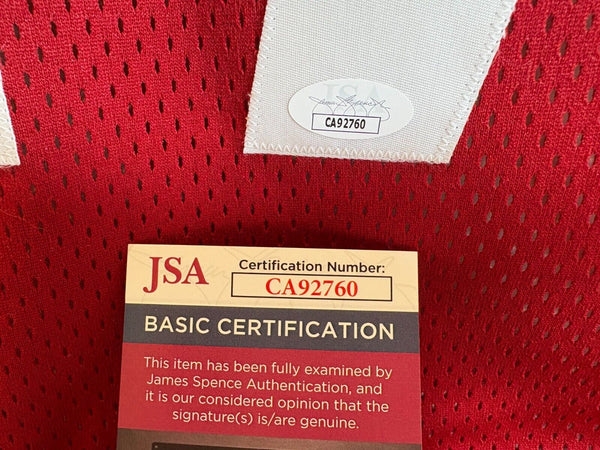 JSA
CA92760
JSA
Certification Number:
CA92760
BASIC CERTIFICATION
This item has been fully examined by
James Spence Authentication, and
it is our considered opinion that the
signature(s) is/are genuine.